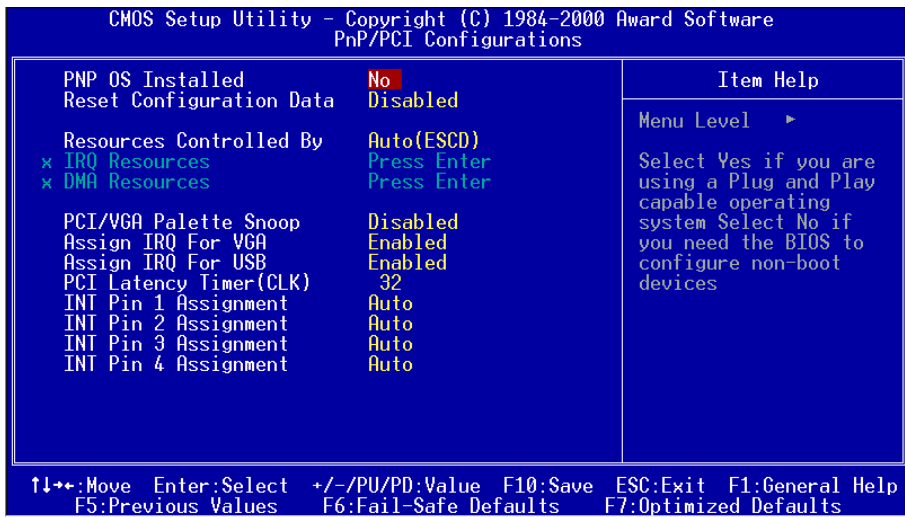 CMOS Setup Utility – Copyright (C) 1984-2000 Award Software
PnP/PCI Configurations
PNP OS Installed No
Reset Configuration Data Disabled
Resources Controlled By Auto(ESCD)
x IRQ Resources Press Enter
x DMA Resources Press Enter
PCI/VGA Palette Snoop Disabled
Assign IRQ For VGA Enabled
Assign IRQ For USB Enabled
PCI Latency Timer(CLK) 32
INT Pin 1 Assignment Auto
INT Pin 2 Assignment Auto
INT Pin 3 Assignment Auto
INT Pin 4 Assignment Auto
Item Help
Menu Level ►
Select Yes if you are
using a Plug and Play
capable operating
system Select No if
you need the BIOS to
configure non-boot
devices
↑↓→←:Move Enter:Select +/-/PU/PD:Value F10:Save ESC:Exit F1:General Help
F5:Previous Values F6:Fail-Safe Defaults F7:Optimized Defaults